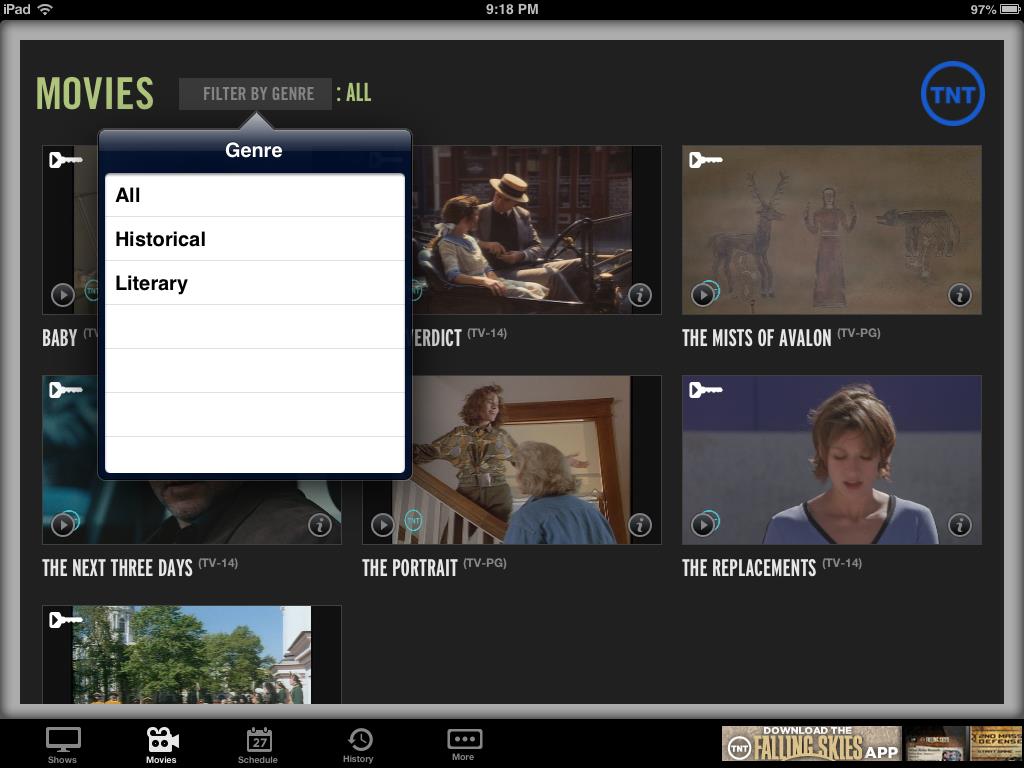 iPad 9:18 PM 97%
MOVIES FILTER BY GENRE : ALL TNT
Genre
All
Historical
Literary
BABY
VERDICT (TV-14)
THE MISTS OF AVALON (TV-PG)
THE NEXT THREE DAYS (TV-14)
THE PORTRAIT (TV-PG)
THE REPLACEMENTS (TV-14)
TNT
27
Shows Movies Schedule History More
DOWNLOAD THE
TNT FALLING SKIES APP
2ND MASS
DEFENSE